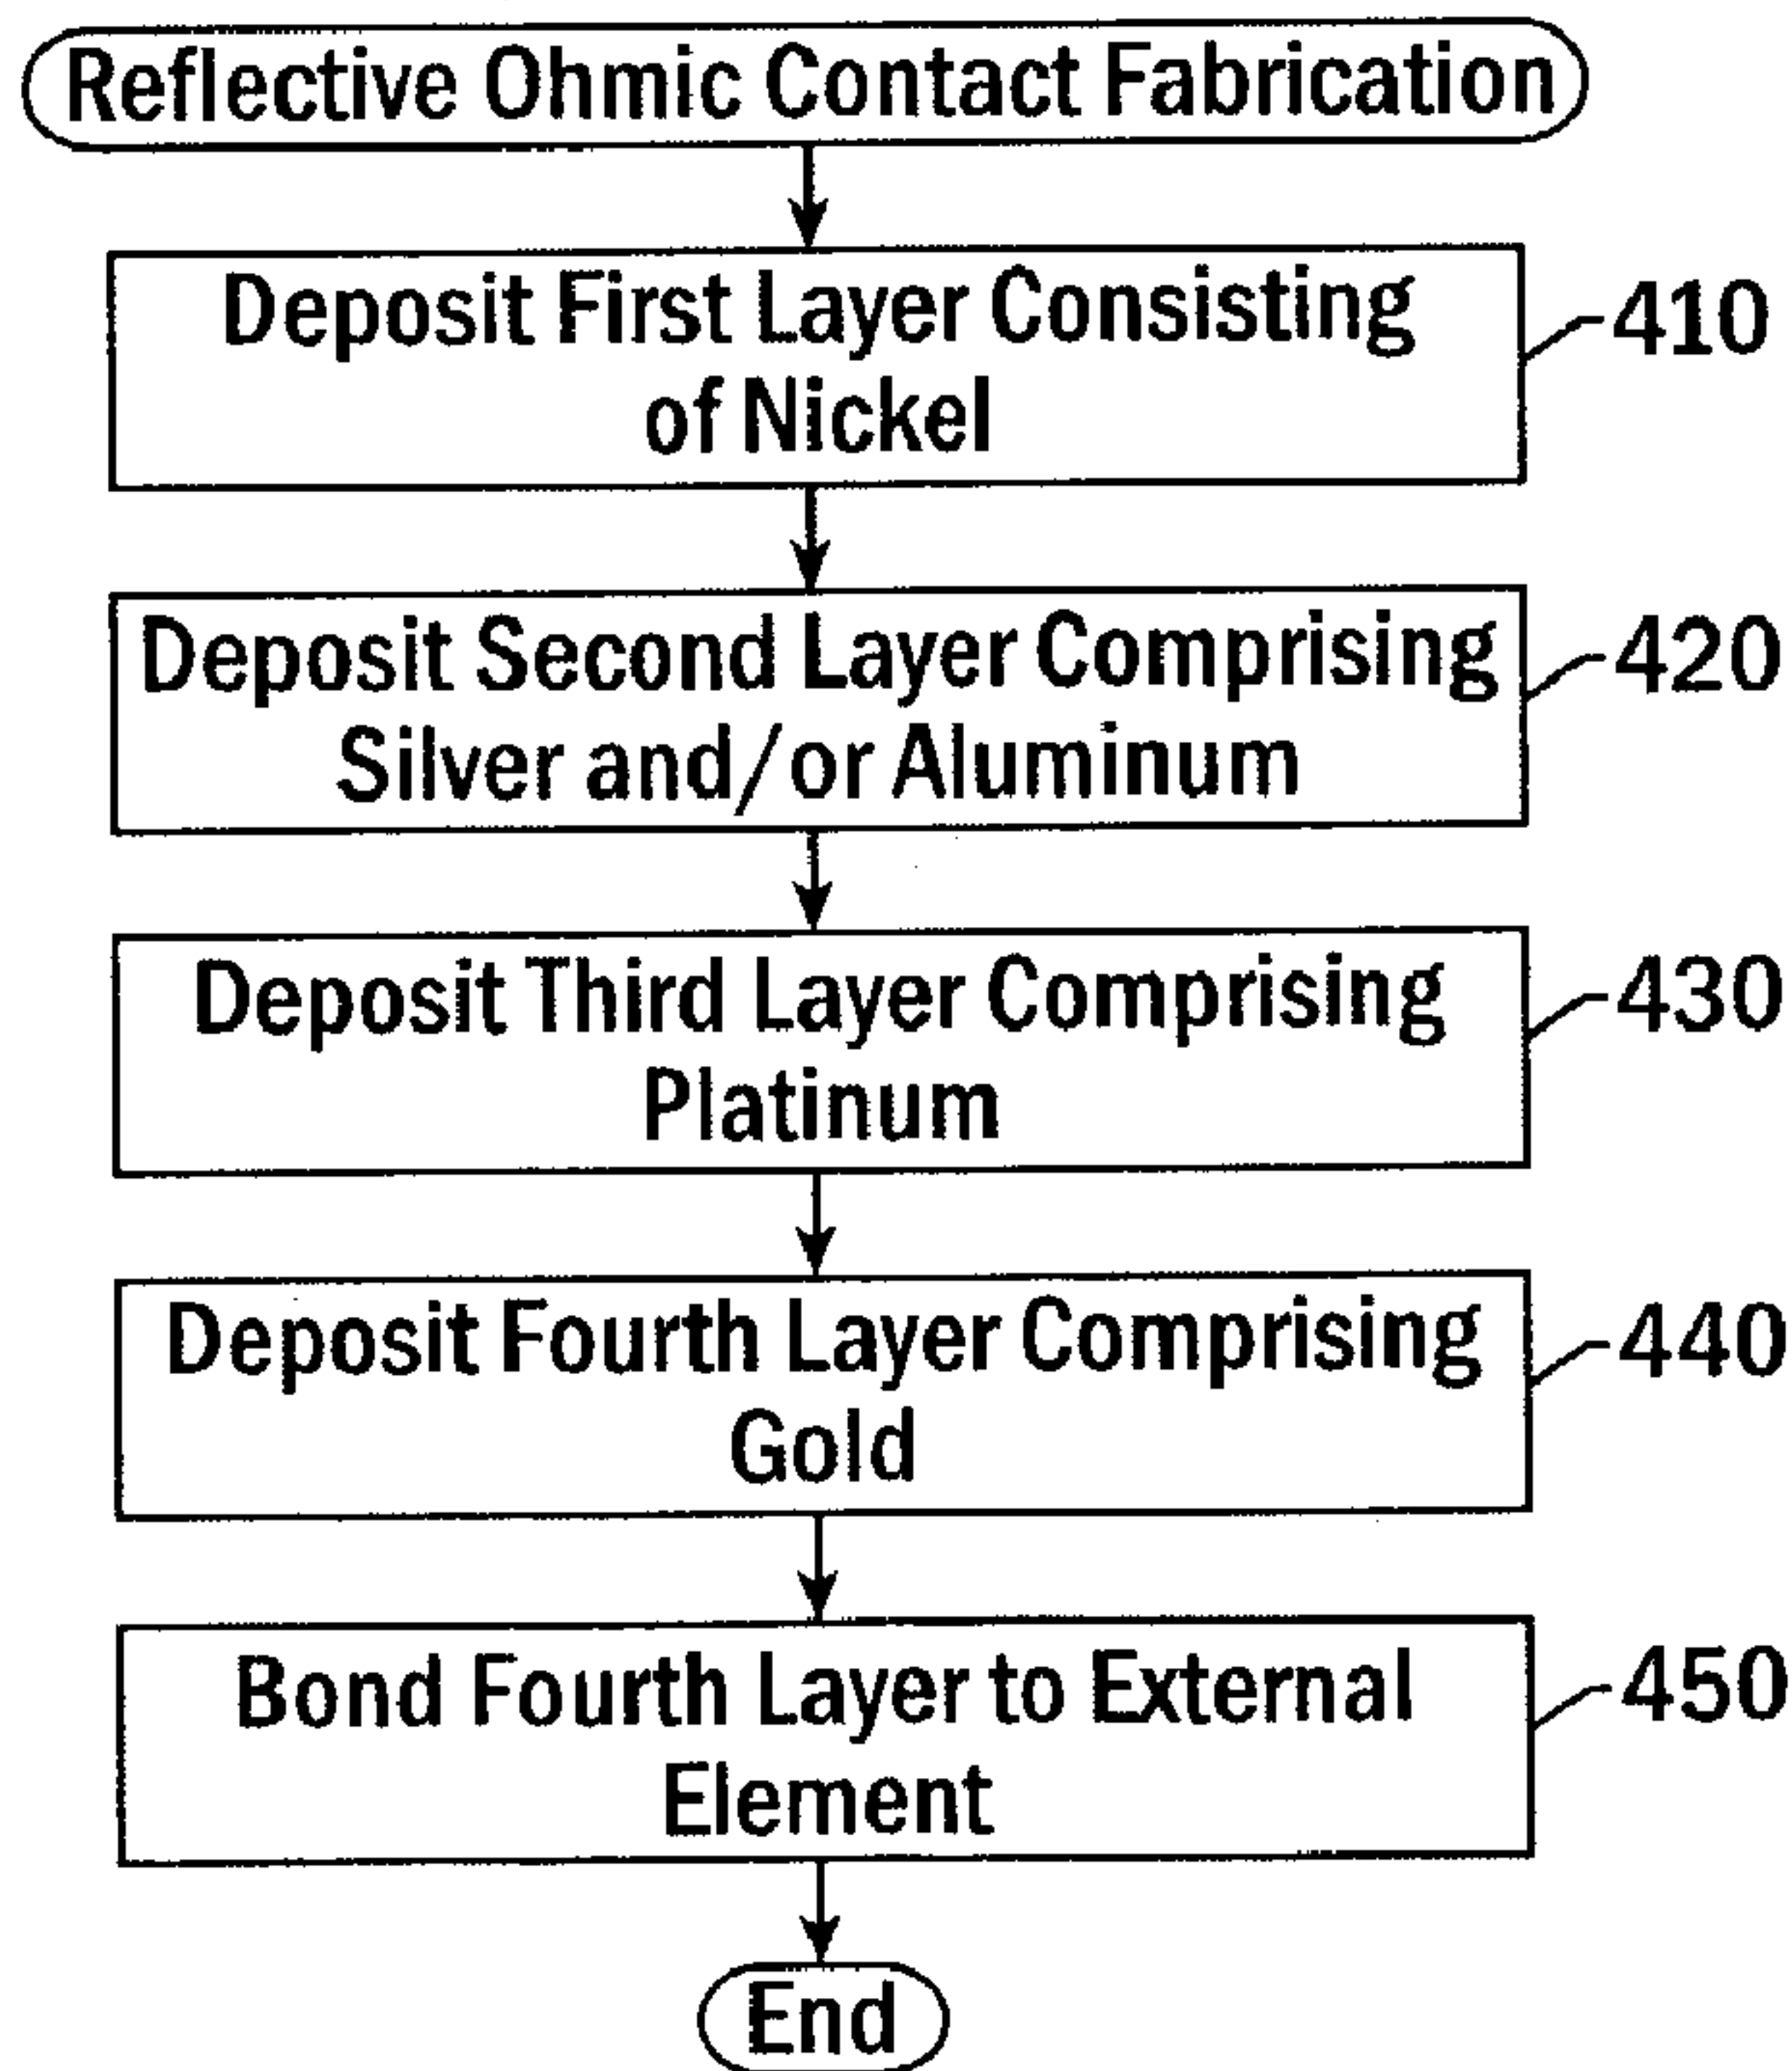 Reflective Ohmic Contact Fabrication
Deposit First Layer Consisting
of Nickel
410
Deposit Second Layer Comprising
Silver and/or Aluminum
420
Deposit Third Layer Comprising
Platinum
430
Deposit Fourth Layer Comprising
Gold
440
Bond Fourth Layer to External
Element
450
End